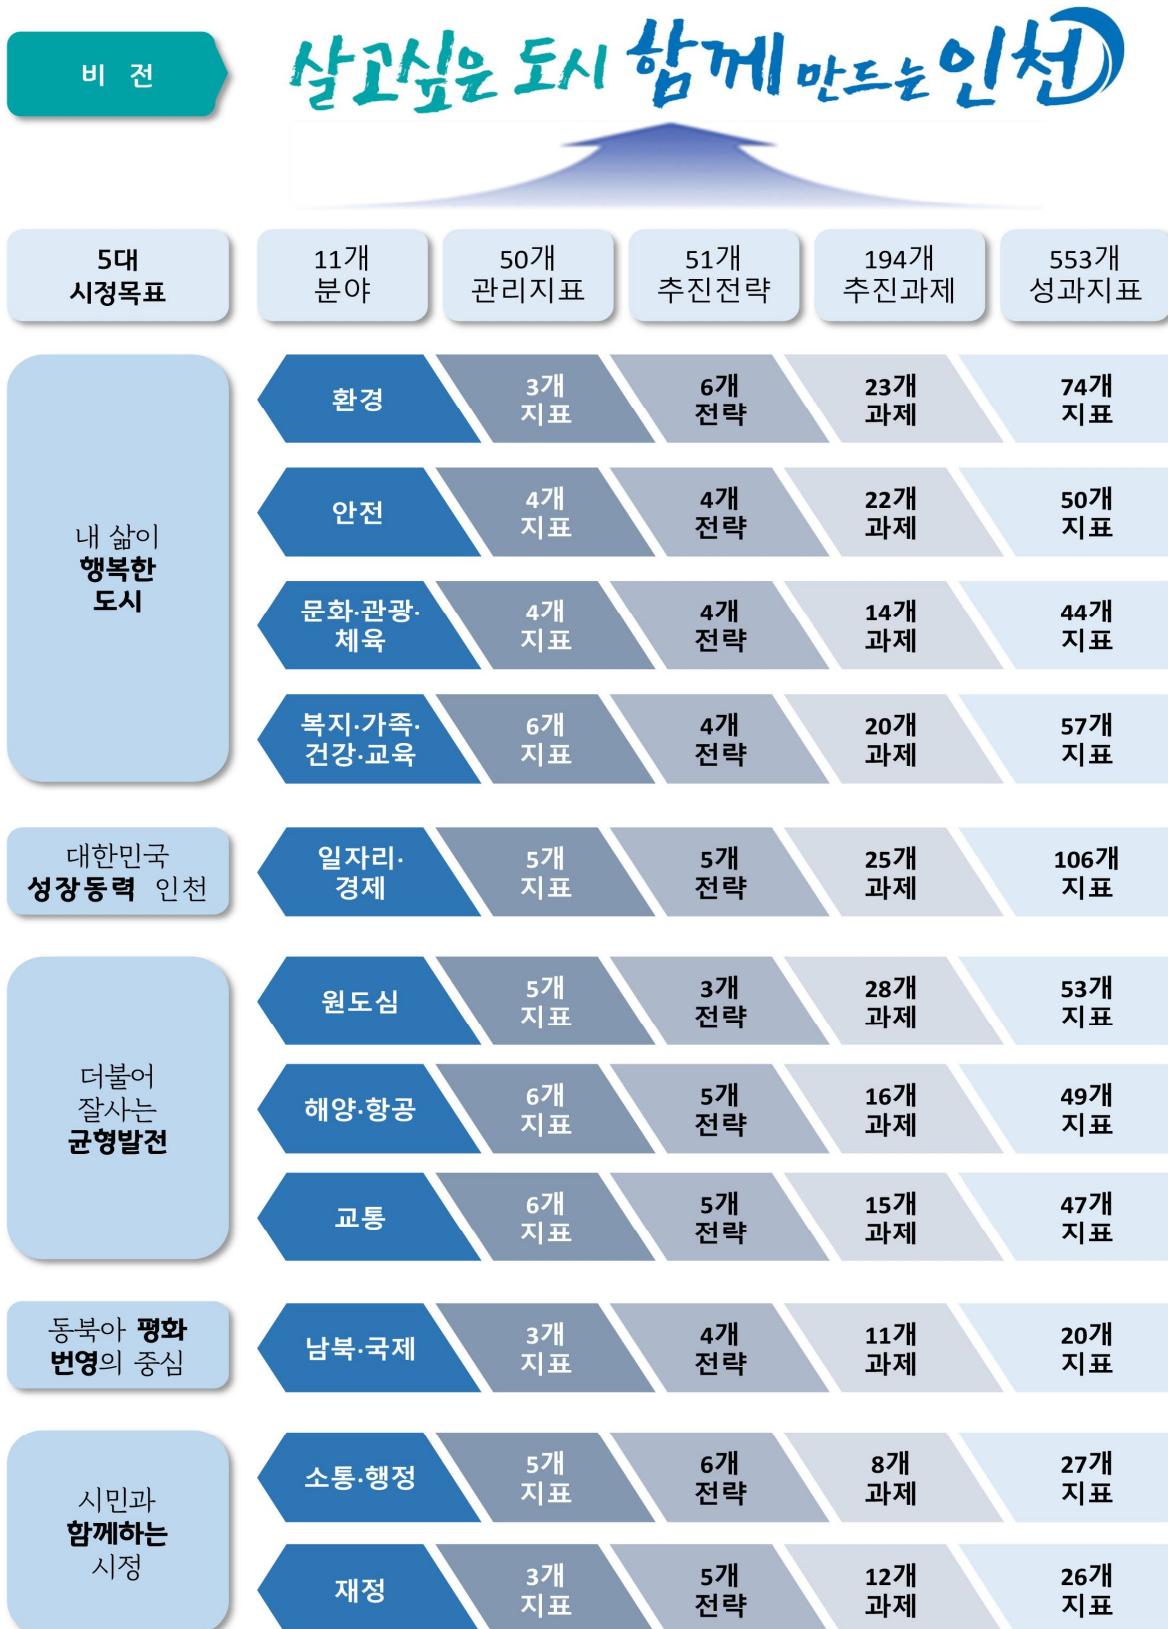 비 전
살고싶은 도시 함께 만드는 인천
5대
시정목표
11개
분야
50개
관리지표
51개
추진전략
194개
추진과제
553개
성과지표
내 삶이
행복한
도시
환경
3개
지표
6개
전략
23개
과제
74개
지표
안전
4개
지표
4개
전략
22개
과제
50개
지표
문화·관광·
체육
4개
지표
4개
전략
14개
과제
44개
지표
복지·가족·
건강·교육
6개
지표
4개
전략
20개
과제
57개
지표
대한민국
성장동력 인천
일자리·
경제
5개
지표
5개
전략
25개
과제
106개
지표
더불어
잘사는
균형발전
원도심
5개
지표
3개
전략
28개
과제
53개
지표
해양·항공
6개
지표
5개
전략
16개
과제
49개
지표
교통
6개
지표
5개
전략
15개
과제
47개
지표
동북아 평화
번영의 중심
남북·국제
3개
지표
4개
전략
11개
과제
20개
지표
시민과
함께하는
시정
소통·행정
5개
지표
6개
전략
8개
과제
27개
지표
재정
3개
지표
5개
전략
12개
과제
26개
지표